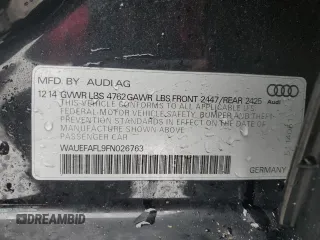 MFD. BY AUDI AG
12 14 GVWR LBS 4762 GAWR LBS FRONT 2447/REAR 2425
Audi
THIS VEHICLE CONFORMS TO ALL APPLICABLE
FEDERAL MOTOR VEHICLE SAFETY, BUMPER AND THEFT
PREVENTION STANDARDS IN EFFECT ON THE DATE OF
MANUFACTURE SHOWN ABOVE.
PASSENGER CAR
WAUEFAFL9FN026763
GERMANY
© DREAMBID